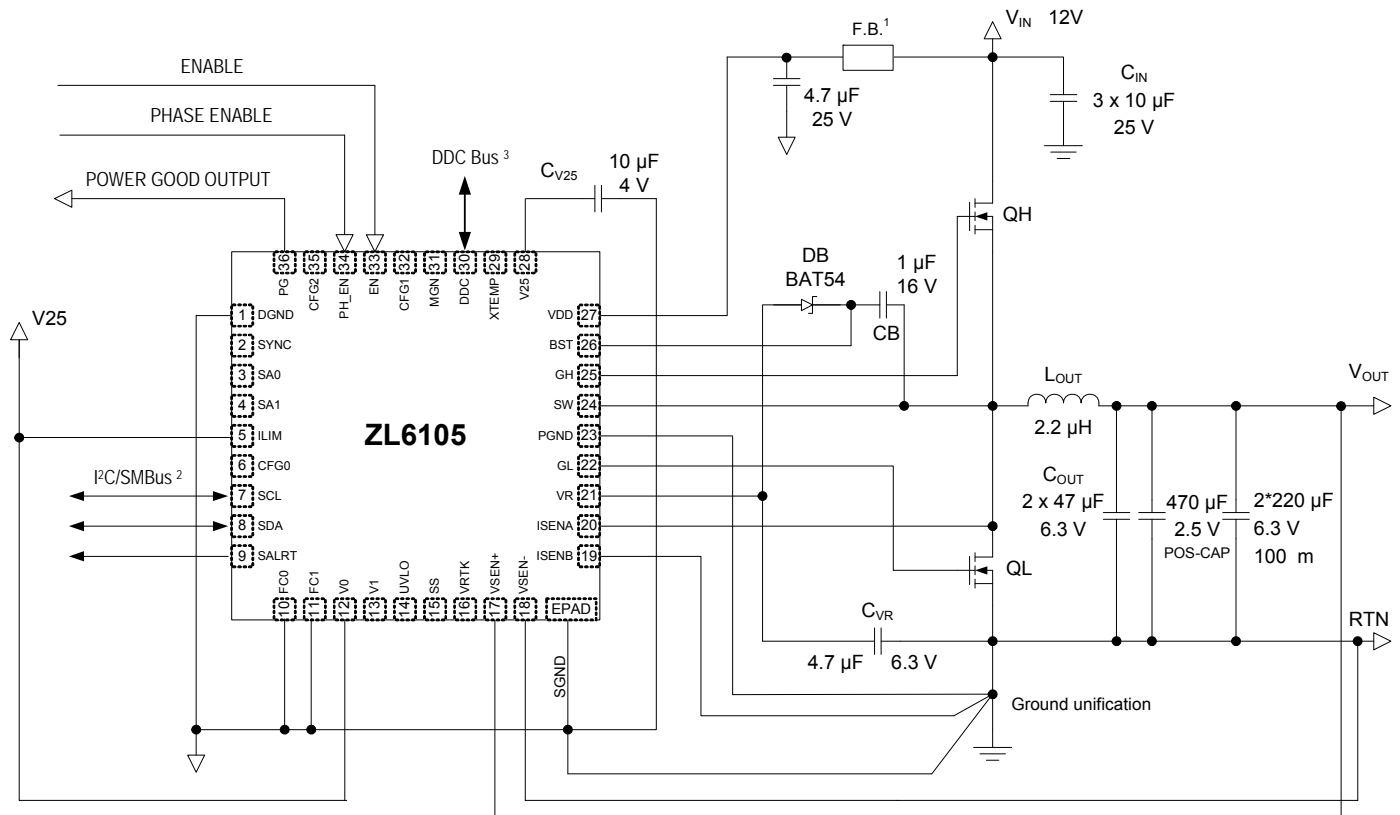 ENABLE
PHASE ENABLE
POWER GOOD OUTPUT
DDC Bus 3
CV25
10 µF
4 V
F.B.1
VIN 12V
4.7 µF
25 V
CIN
3 x 10 µF
25 V
QH
DB
BAT54
1 µF
16 V
CB
36
35
34
33
32
31
30
29
28
PG
CFG2
PH_EN
EN
CFG1
MGN
DDC
XTEMP
V25
V25
1 DGND
2 SYNC
3 SA0
4 SA1
5 ILIM
6 CFG0
7 SCL
8 SDA
9 SALRT
I2C/SMBus 2
ZL6105
VDD 27
BST 26
GH 25
SW 24
PGND 23
GL 22
VR 21
ISENA 20
ISENB 19
FC0
FC1
V0
V1
UVLO
SS
VRTK
VSEN+
VSEN-
10
11
12
13
14
15
16
17
18
EPAD
SGND
LOUT
2.2 µH
VOUT
COUT
2 x 47 µF
6.3 V
470 µF
2.5 V
POS-CAP
2*220 µF
6.3 V
100 m
QL
CVR
4.7 µF
6.3 V
RTN
Ground unification